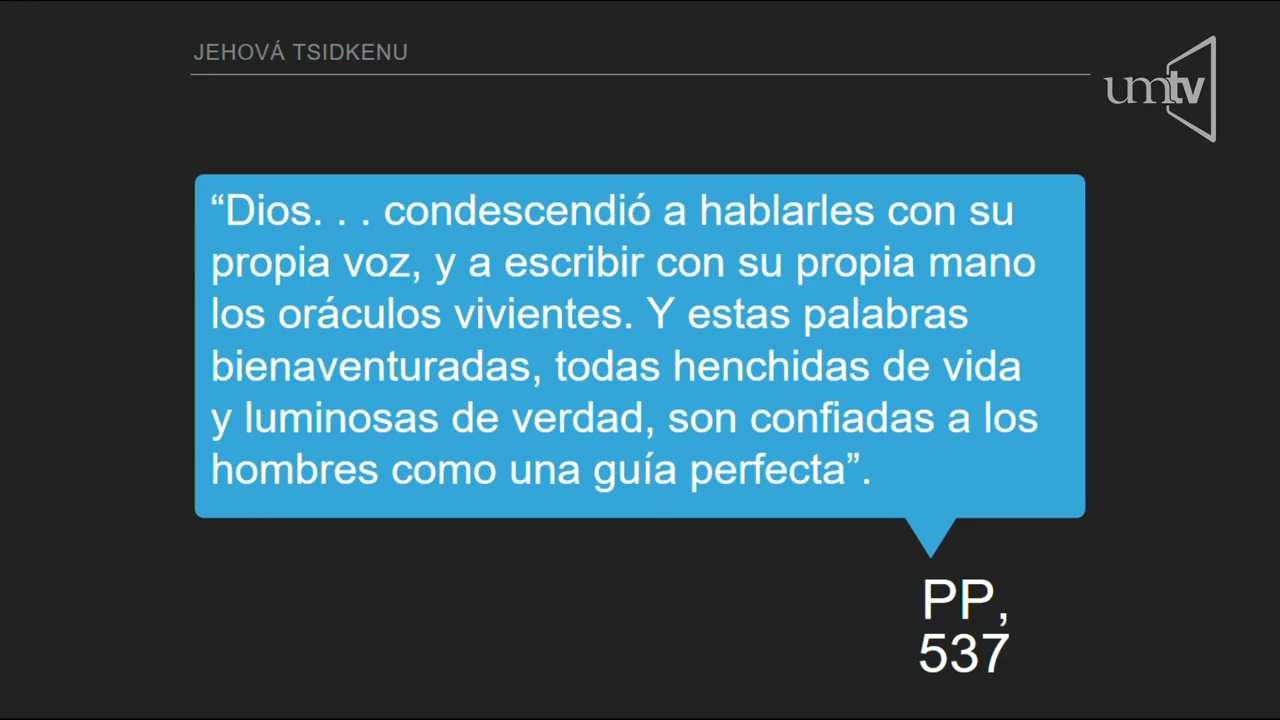 JEHOVÁ TSIDKENU
umtv
“Dios. . . condescendió a hablarles con su
propia voz, y a escribir con su propia mano
los oráculos vivientes. Y estas palabras
bienaventuradas, todas henchidas de vida
y luminosas de verdad, son confiadas a los
hombres como una guía perfecta”.
PP,
537